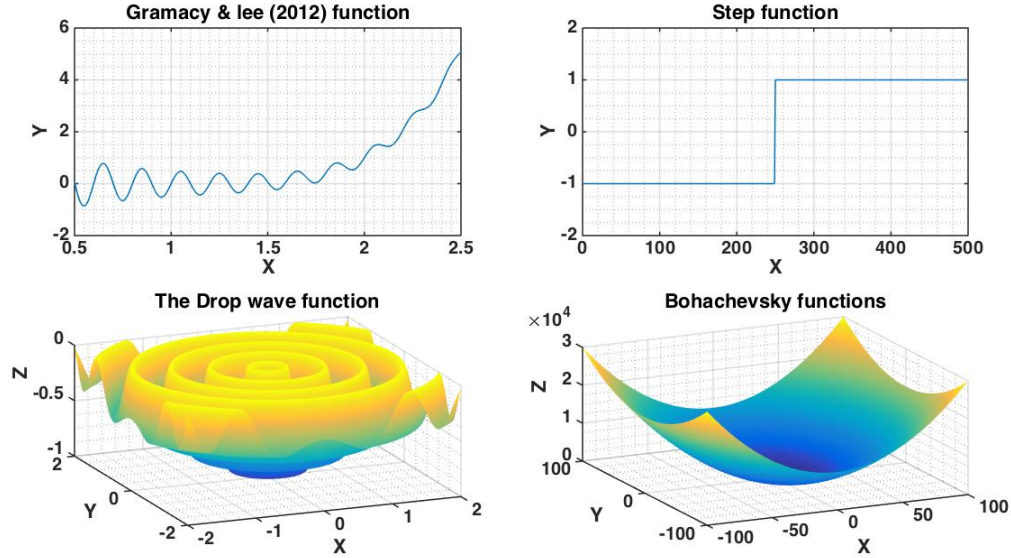 Gramacy & lee (2012) function
6
4
2
0
-2
Y
0.5 1 1.5 2 2.5
X
Step function
2
1
0
-1
-2
Y
0 100 200 300 400 500
X
The Drop wave function
0
-0.5
-1
Z
2
0
-2
Y
-2 -1 0 1 2
X
Bohachevsky functions
×10⁴
3
2
1
0
Z
100
0
-100
Y
-100 -50 0 50 100
X